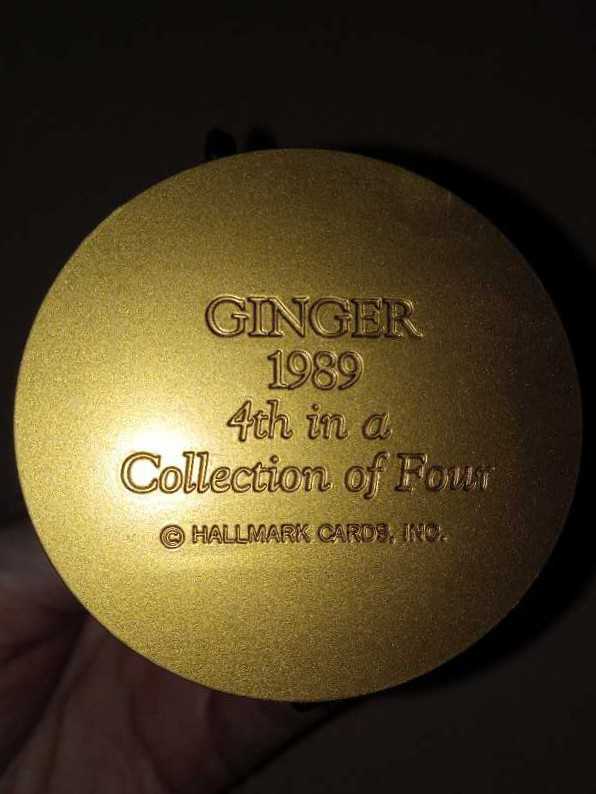 GINGER
1989
4th in a
Collection of Four
© HALLMARK CARDS, INC.